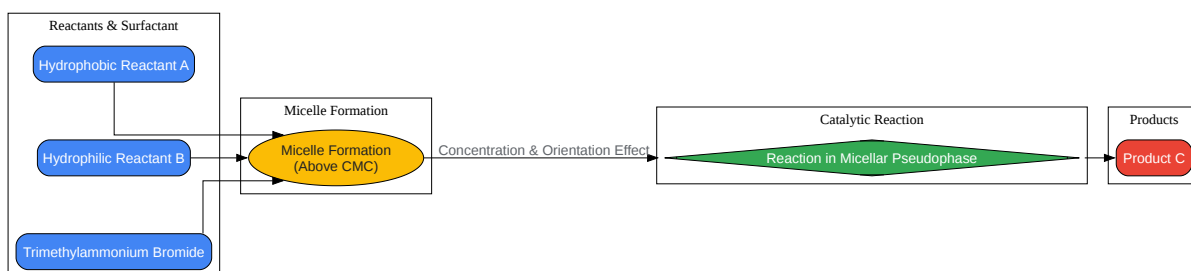 Reactants & Surfactant
Hydrophobic Reactant A
Hydrophilic Reactant B
Trimethylammonium Bromide
Micelle Formation
Micelle Formation
(Above CMC)
Concentration & Orientation Effect
Catalytic Reaction
Reaction in Micellar Pseudophase
Products
Product C